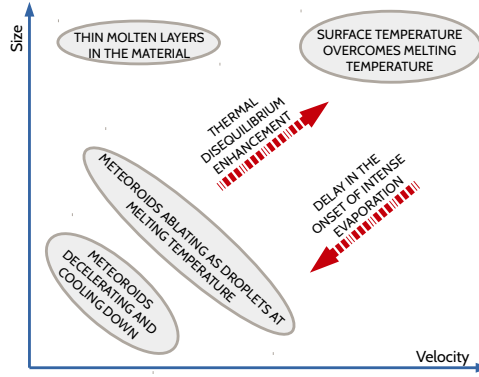 Size
THIN MOLTEN LAYERS
IN THE MATERIAL
SURFACE TEMPERATURE
OVERCOMES MELTING
TEMPERATURE
THERMAL
DISEQUILIBRIUM
ENHANCEMENT
DELAY IN THE
ONSET OF INTENSE
EVAPORATION
METEOROIDS ABLATING AS DROPLETS AT
MELTING TEMPERATURE
METEOROIDS
DECELERATING AND
COOLING DOWN
Velocity